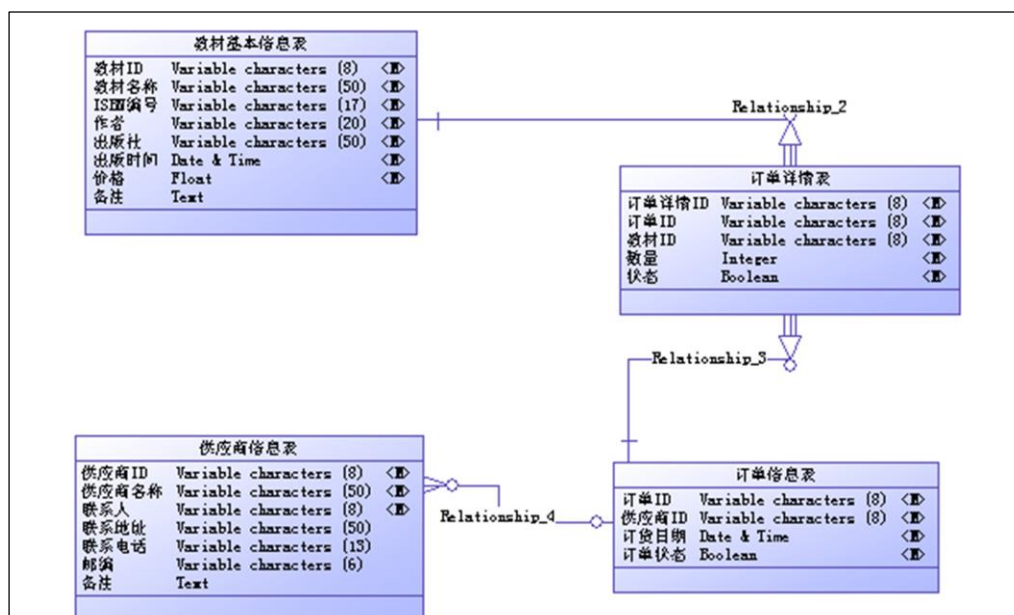 教材基本信息表
教材ID Variable characters (8) <M>
教材名称 Variable characters (50) <M>
ISBN编号 Variable characters (17) <M>
作者 Variable characters (20) <M>
出版社 Variable characters (50) <M>
出版时间 Date & Time <M>
价格 Float <M>
备注 Text
Relationship_2
订单详情表
订单详情ID Variable characters (8) <M>
订单ID Variable characters (8) <M>
教材ID Variable characters (8) <M>
数量 Integer <M>
状态 Boolean <M>
Relationship_3
供应商信息表
供应商ID Variable characters (8) <M>
供应商名称 Variable characters (50) <M>
联系人 Variable characters (8) <M>
联系地址 Variable characters (50)
联系电话 Variable characters (13)
邮编 Variable characters (6)
备注 Text
Relationship_4
订单信息表
订单ID Variable characters (8) <M>
供应商ID Variable characters (8) <M>
订货日期 Date & Time <M>
订单状态 Boolean <M>